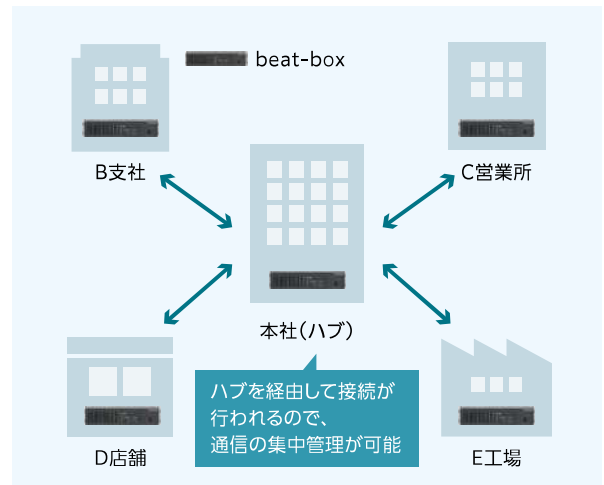 beat-box
B支社
C営業所
本社(ハブ)
ハブを経由して接続が
行われるので、
通信の集中管理が可能
D店舗
E工場